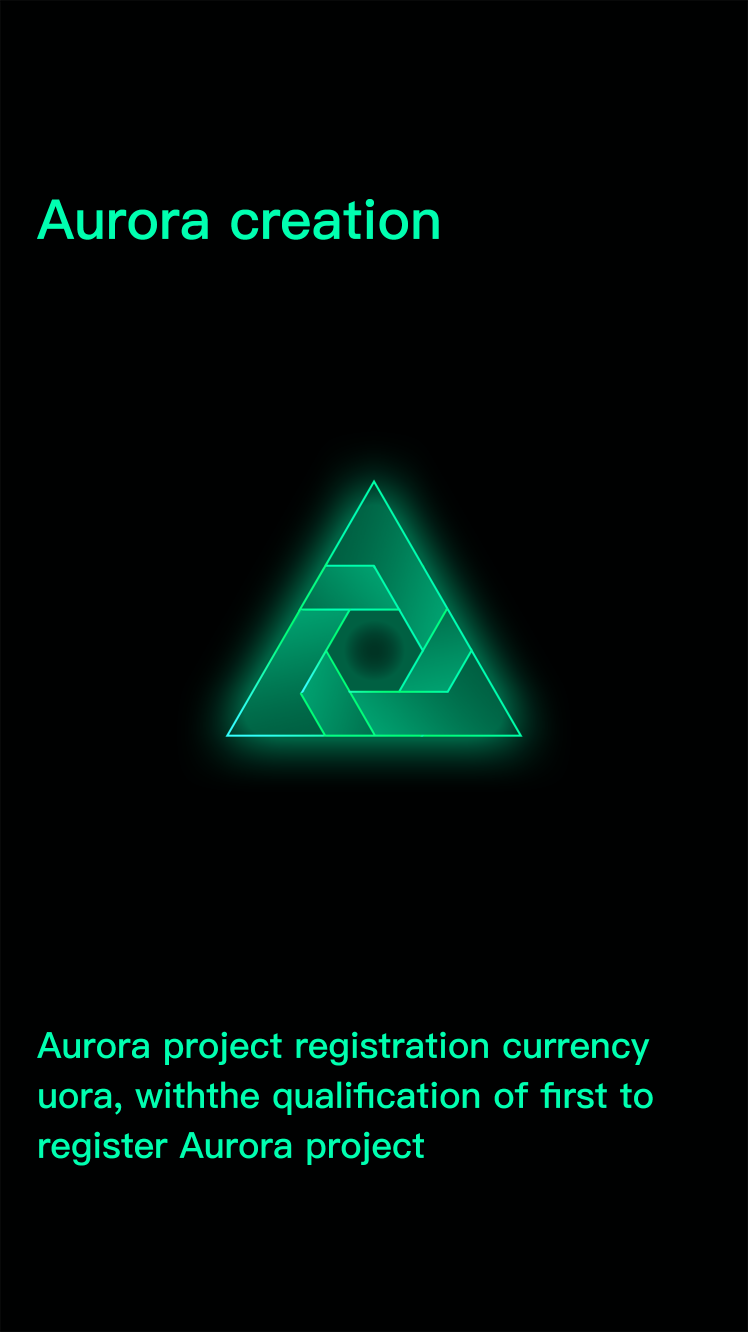 Aurora creation
Aurora project registration currency
uora, withthe qualification of first to
register Aurora project